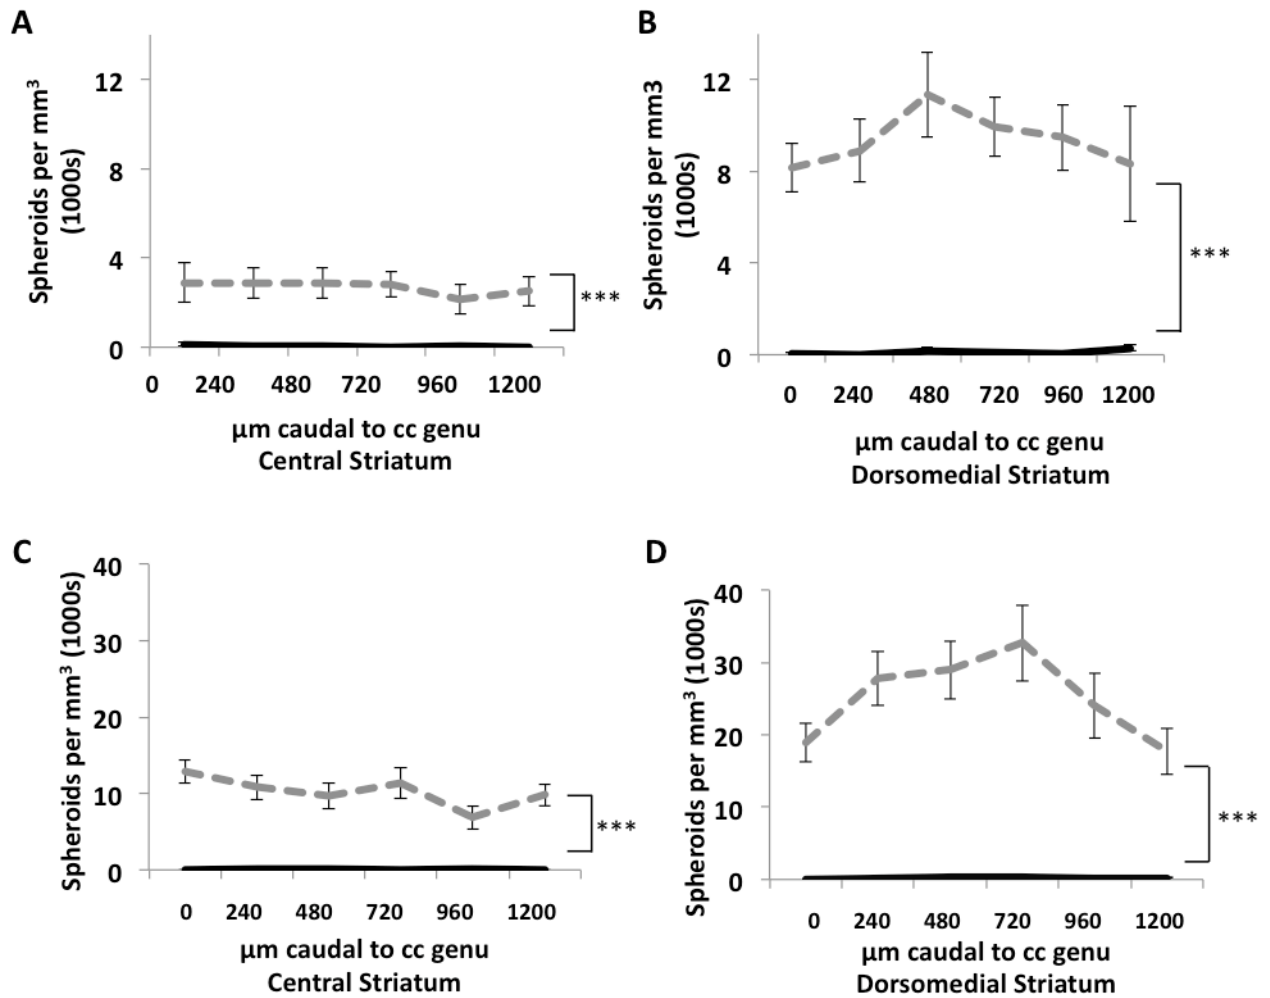 A
Spheroids per mm³
(1000s)
12
8
4
0
***
0 240 480 720 960 1200
µm caudal to cc genu
Central Striatum
B
Spheroids per mm3
(1000s)
12
8
4
0
***
0 240 480 720 960 1200
µm caudal to cc genu
Dorsomedial Striatum
C
Spheroids per mm³ (1000s)
40
30
20
10
0
***
0 240 480 720 960 1200
µm caudal to cc genu
Central Striatum
D
Spheroids per mm³ (1000s)
40
30
20
10
0
***
0 240 480 720 960 1200
µm caudal to cc genu
Dorsomedial Striatum